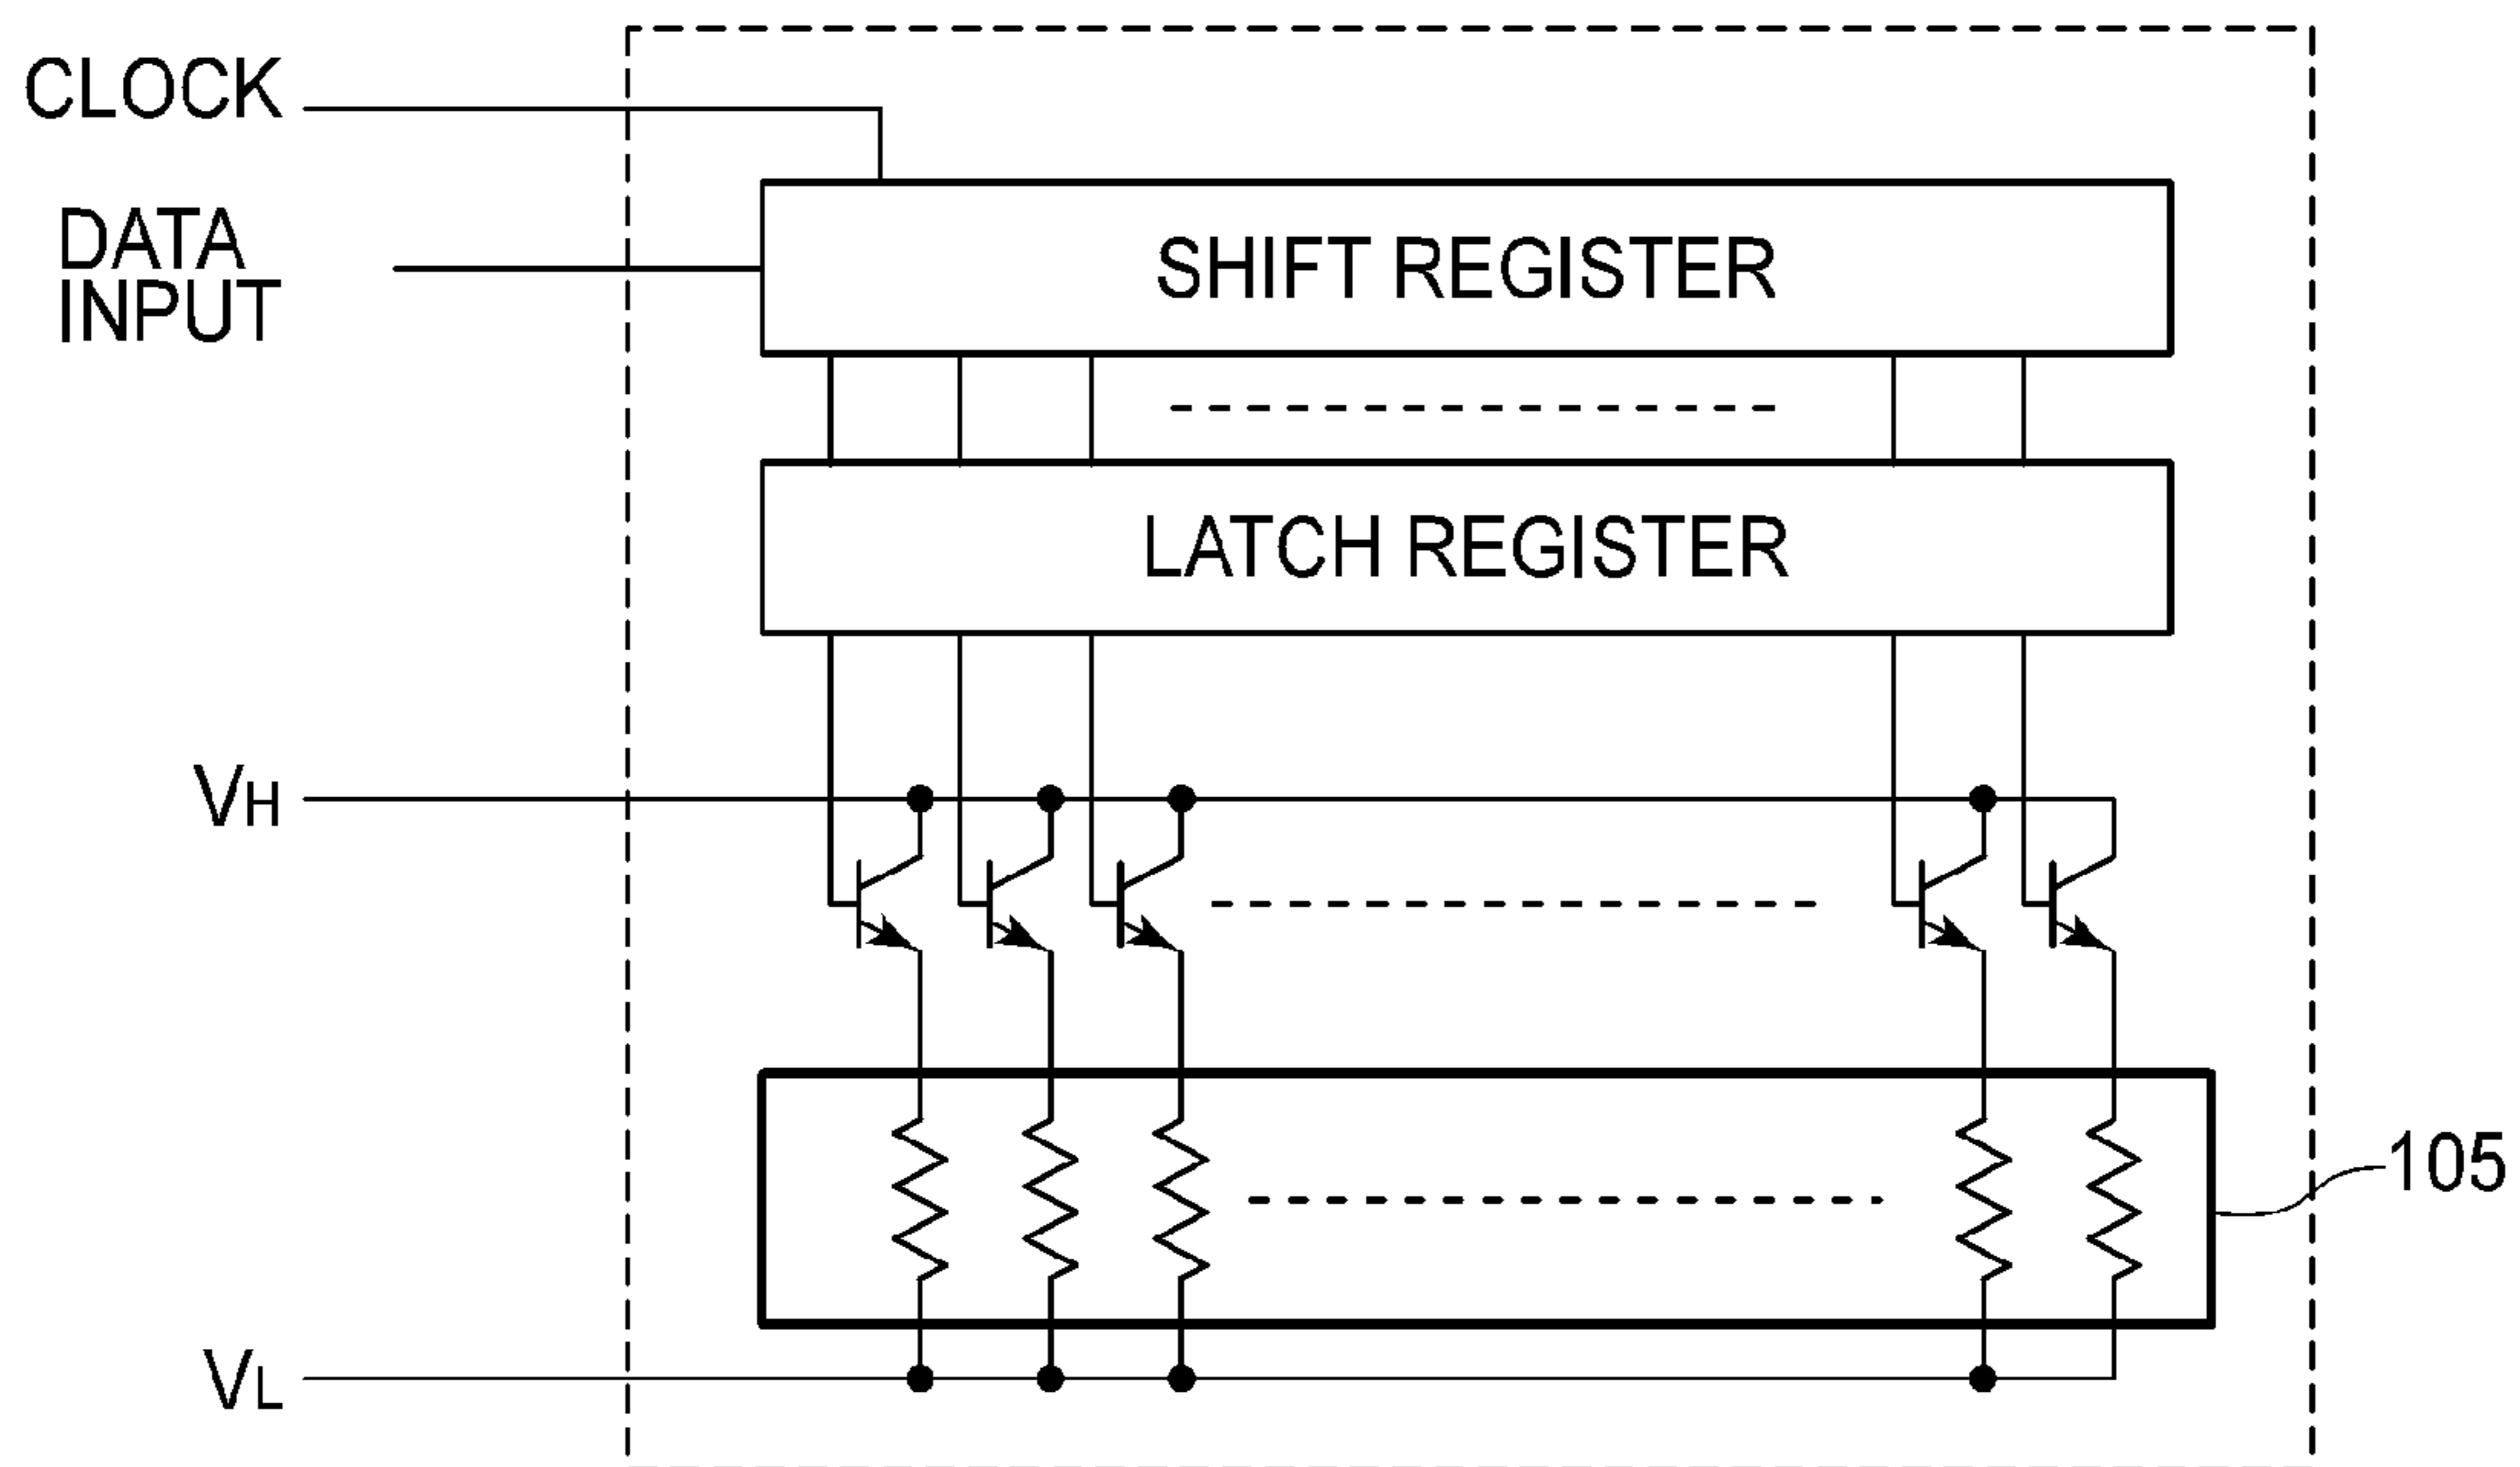 CLOCK
DATA
INPUT
SHIFT REGISTER
LATCH REGISTER
VH
105
VL